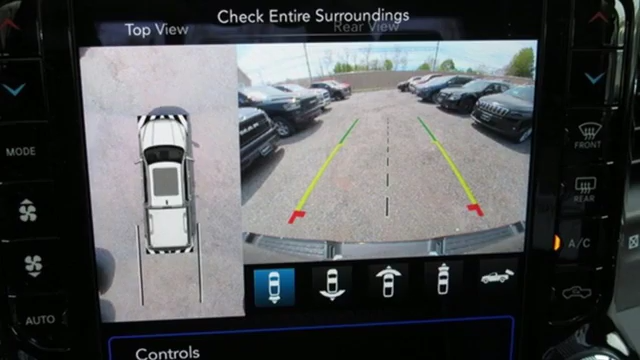 Check Entire Surroundings
Top View
Rear View
MODE
FRONT
REAR
A/C
AUTO
Controls